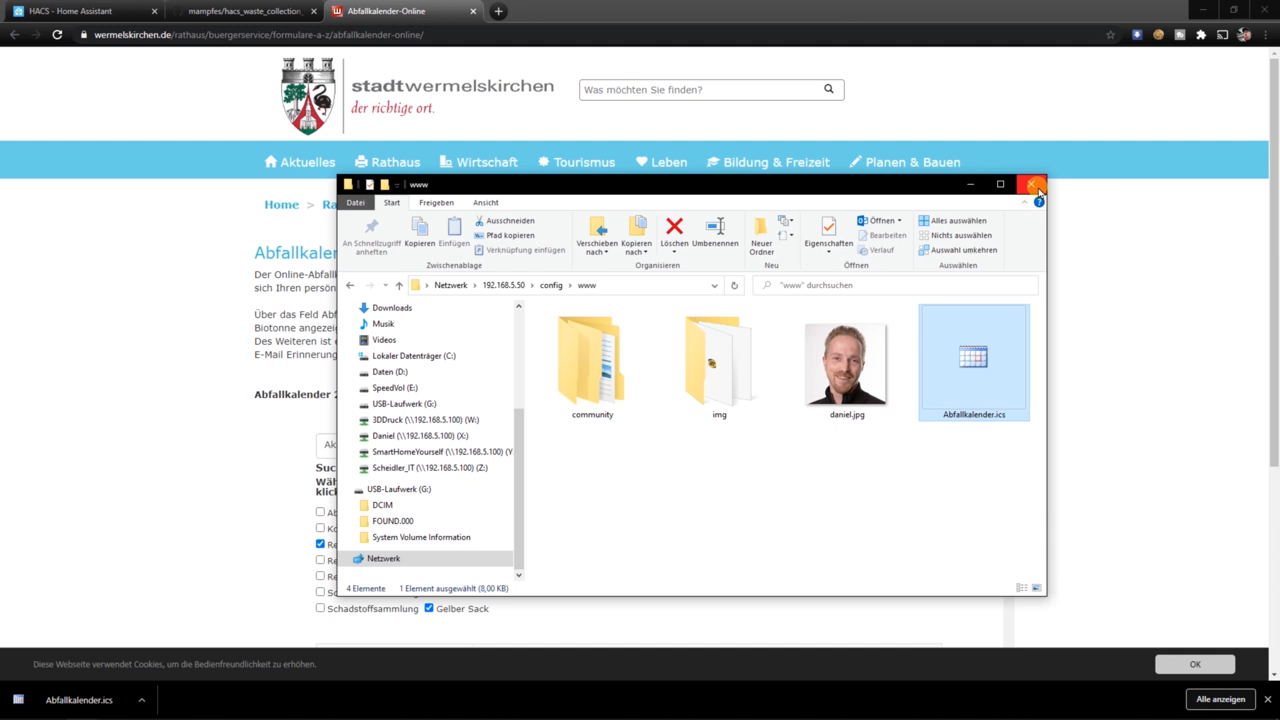 HACS - Home Assistant
mampfes/hacs_waste_collection_
Abfallkalender-Online
wermelskirchen.de/rathaus/buergerservice/formulare-a-z/abfallkalender-online/
stadtwermelskirchen
der richtige ort.
Was möchten Sie finden?
Aktuelles Rathaus Wirtschaft Tourismus Leben Bildung & Freizeit Planen & Bauen
Home Ra
Abfallkalen
Der Online-Abfall
sich Ihren persön
Über das Feld Abf
Biotonne angezei
Des Weiteren ist
E-Mail Erinnerun
Abfallkalender 2
Suc
Wäh
klic
Schadstoffsammlung Gelber Sack
www
Datei Start Freigeben Ansicht
An Schnellzugriff anheften
Kopieren
Einfügen
Ausschneiden
Pfad kopieren
Verknüpfung einfügen
Zwischenablage
Verschieben nach
Kopieren nach
Löschen
Umbenennen
Organisieren
Neuer Ordner
Neu
Eigenschaften
Öffnen
Bearbeiten
Verlauf
Öffnen
Alles auswählen
Nichts auswählen
Auswahl umkehren
Auswählen
Netzwerk 192.168.5.50 config www
"www" durchsuchen
Downloads
Musik
Videos
Lokaler Datenträger (C:)
Daten (D:)
SpeedVol (E:)
USB-Laufwerk (G:)
3DDruck (\\192.168.5.100) (W:)
Daniel (\\192.168.5.100) (X:)
SmartHomeYourself (\\192.168.5.100) (Y
Scheidler_IT (\\192.168.5.100) (Z:)
USB-Laufwerk (G:)
DCIM
FOUND.000
System Volume Information
Netzwerk
community
img
daniel.jpg
Abfallkalender.ics
4 Elemente 1 Element ausgewählt (8,00 KB)
Diese Webseite verwendet Cookies, um die Bedienfreundlichkeit zu erhöhen.
OK
Abfallkalender.ics
Alle anzeigen